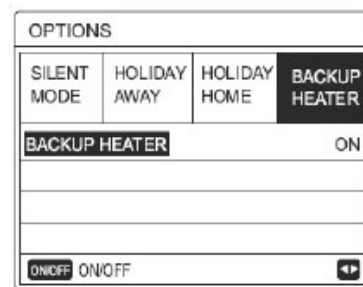 OPTIONS
SILENT MODE
HOLIDAY AWAY
HOLIDAY HOME
BACKUP HEATER
BACKUP HEATER ON
ON/OFF ON/OFF